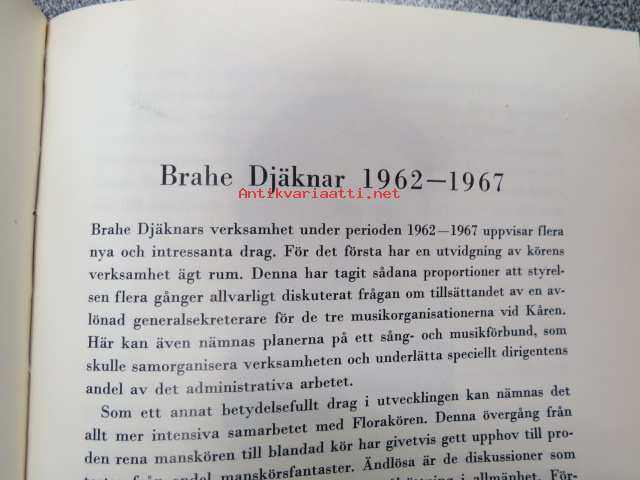 Brahe Djäknar 1962—1967
Antikvariaatti.net
Brahe Djäknars verksamhet under perioden 1962—1967 uppvisar flera
nya och intressanta drag. För det första har en utvidgning av körens
verksamhet ägt rum. Denna har tagit sådana proportioner att styrel-
sen flera gånger allvarligt diskuterat frågan om tillsättandet av en av-
lönad generalsekreterare för de tre musikorganisationerna vid Kåren.
Här kan även nämnas planerna på ett sång- och musikförbund, som
skulle samorganisera verksamheten och underlätta speciellt dirigentens
andel av det administrativa arbetet.
Som ett annat betydelsefullt drag i utvecklingen kan nämnas det
allt mer intensiva samarbetet med Florakören. Denna övergång från
den rena manskören till blandad kör har givetvis gett upphov till pro-
från andel manskörsfantaster. Ändlösa är de diskussioner som
i allmänhet. För-